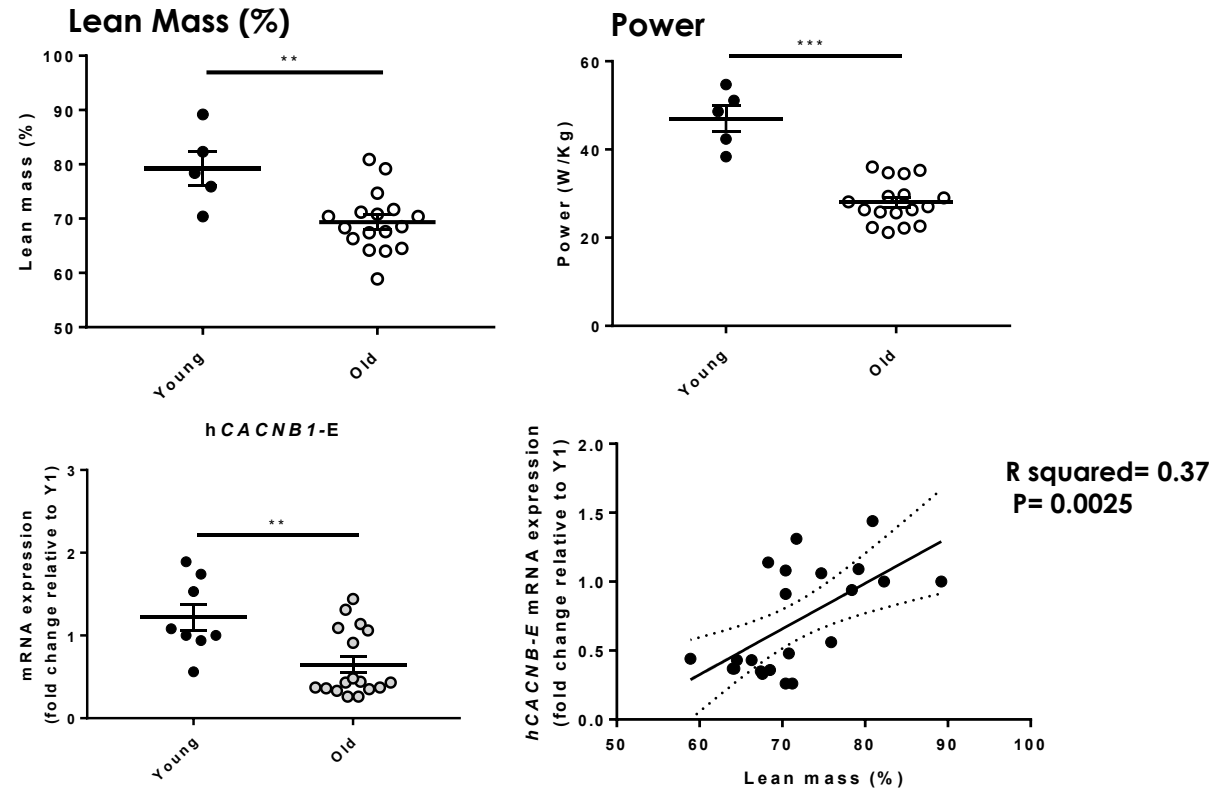 Lean Mass (%)
**
Lean mass (%)
100
90
80
70
60
50
Young
Old
Power
***
Power (W/Kg)
60
40
20
0
Young
Old
hCACNB1-E
**
mRNA expression
(fold change relative to Y1)
3
2
1
0
Young
Old
hCACNB-E mRNA expression
(fold change relative to Y1)
2.0
1.5
1.0
0.5
0.0
50
60
70
80
90
100
Lean mass (%)
R squared= 0.37
P= 0.0025